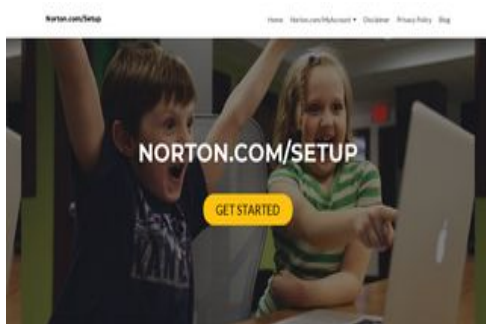 Norton.com/Setup
Home Norton.com/MyAccount Disclaimer Privacy Policy Blog
NORTON.COM/SETUP
GET STARTED